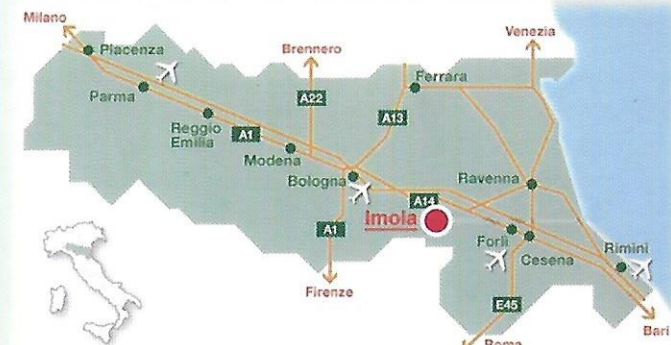 Milano
Piacenza
Brennero
Venezia
Parma
Ferrara
A22
A13
Reggio
Emilia
A1
Modena
Bologna
Ravenna
A14
Imola
A1
Forlì
Cesena
Rimini
Firenze
E45
Bari
Roma